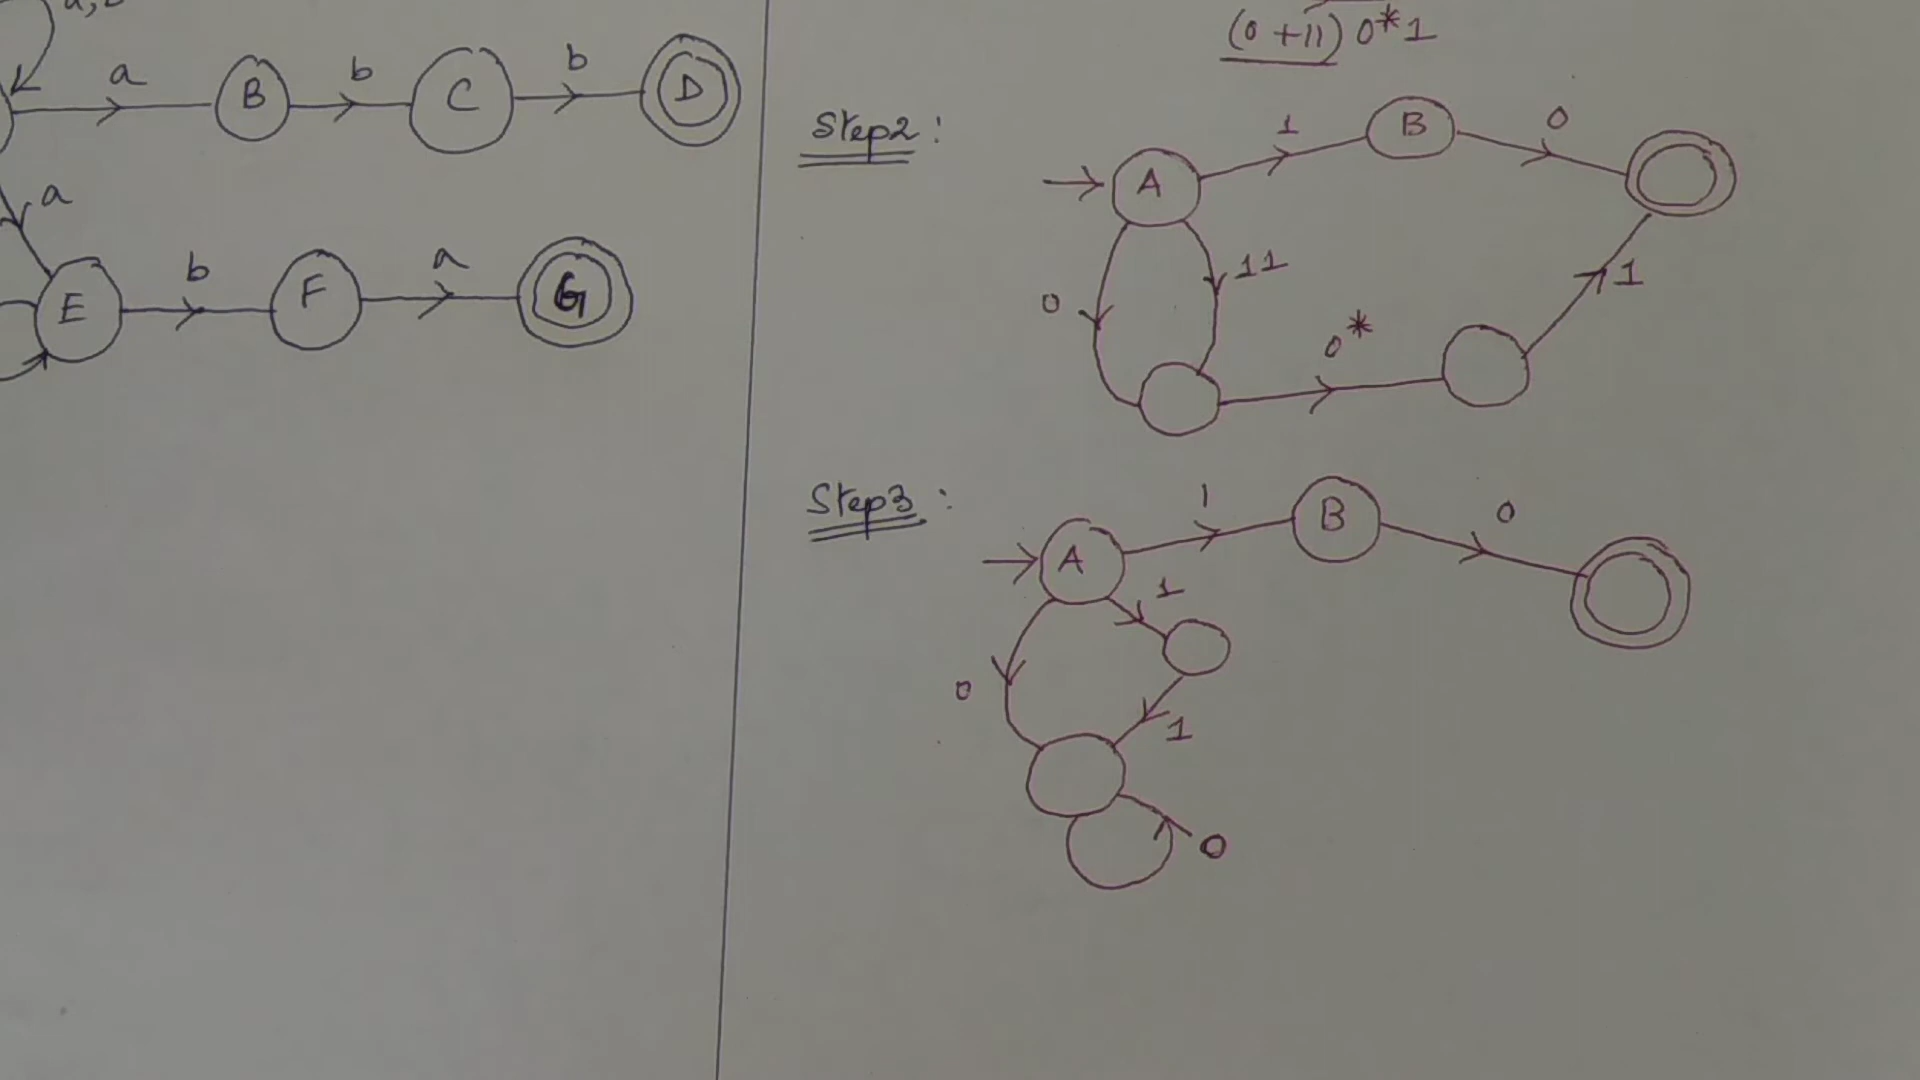 a b b
B C D
a
E b F a G
(0 + 11) 0*1
Step2 :
A 1 B 0
0 11
0* 1
Step3 :
A 1 B 0
1
0 1
0